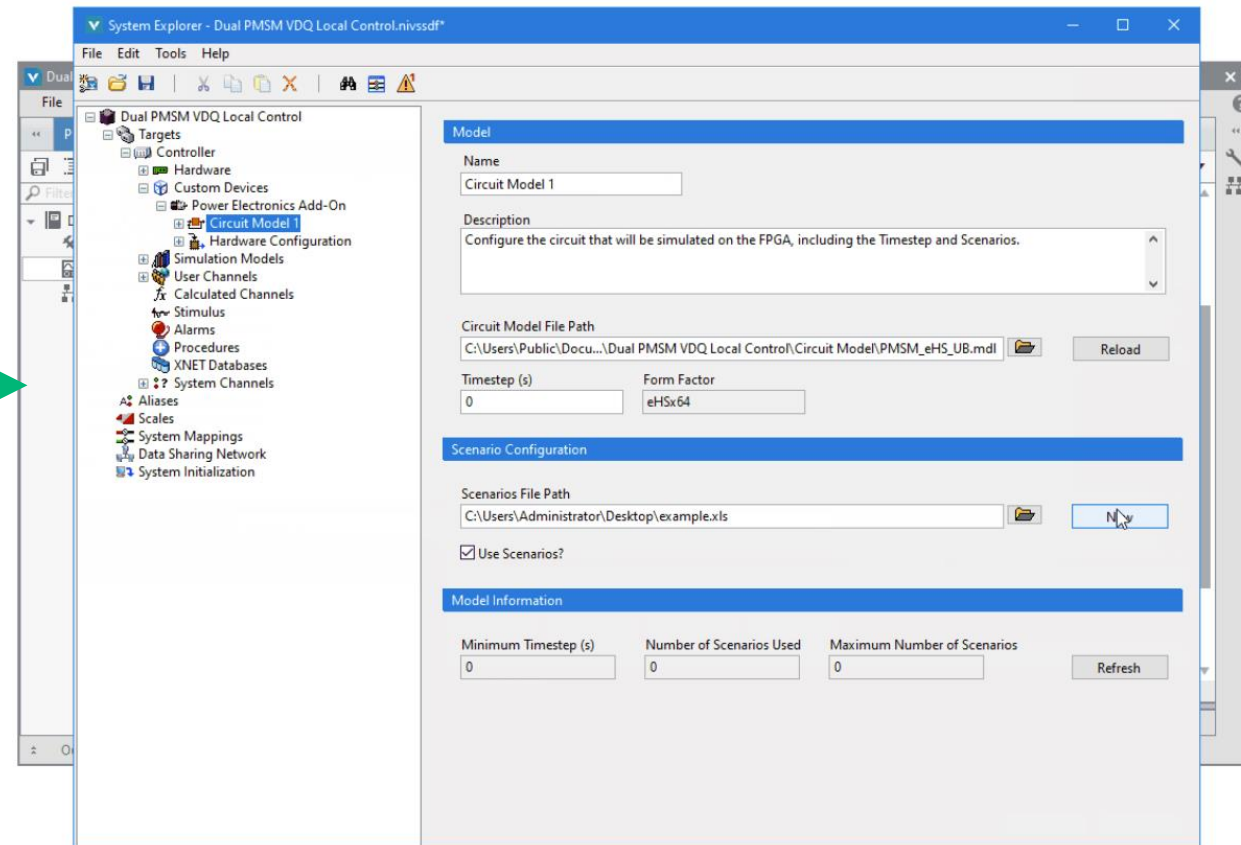 System Explorer - Dual PMSM VDQ Local Control.nivssdf*
File Edit Tools Help
Dual
File
P
Filte
D
Dual PMSM VDQ Local Control
Targets
Controller
Hardware
Custom Devices
Power Electronics Add-On
Circuit Model 1
Hardware Configuration
Simulation Models
User Channels
fx Calculated Channels
Stimulus
Alarms
Procedures
XNET Databases
System Channels
Aliases
Scales
System Mappings
Data Sharing Network
System Initialization
Model
Name
Circuit Model 1
Description
Configure the circuit that will be simulated on the FPGA, including the Timestep and Scenarios.
Circuit Model File Path
C:\Users\Public\Docu...\Dual PMSM VDQ Local Control\Circuit Model\PMSM_eHS_UB.mdl
Reload
Timestep (s) Form Factor
0 eHSx64
Scenario Configuration
Scenarios File Path
C:\Users\Administrator\Desktop\example.xls
Use Scenarios?
Model Information
Minimum Timestep (s) Number of Scenarios Used Maximum Number of Scenarios
0 0 0
Refresh